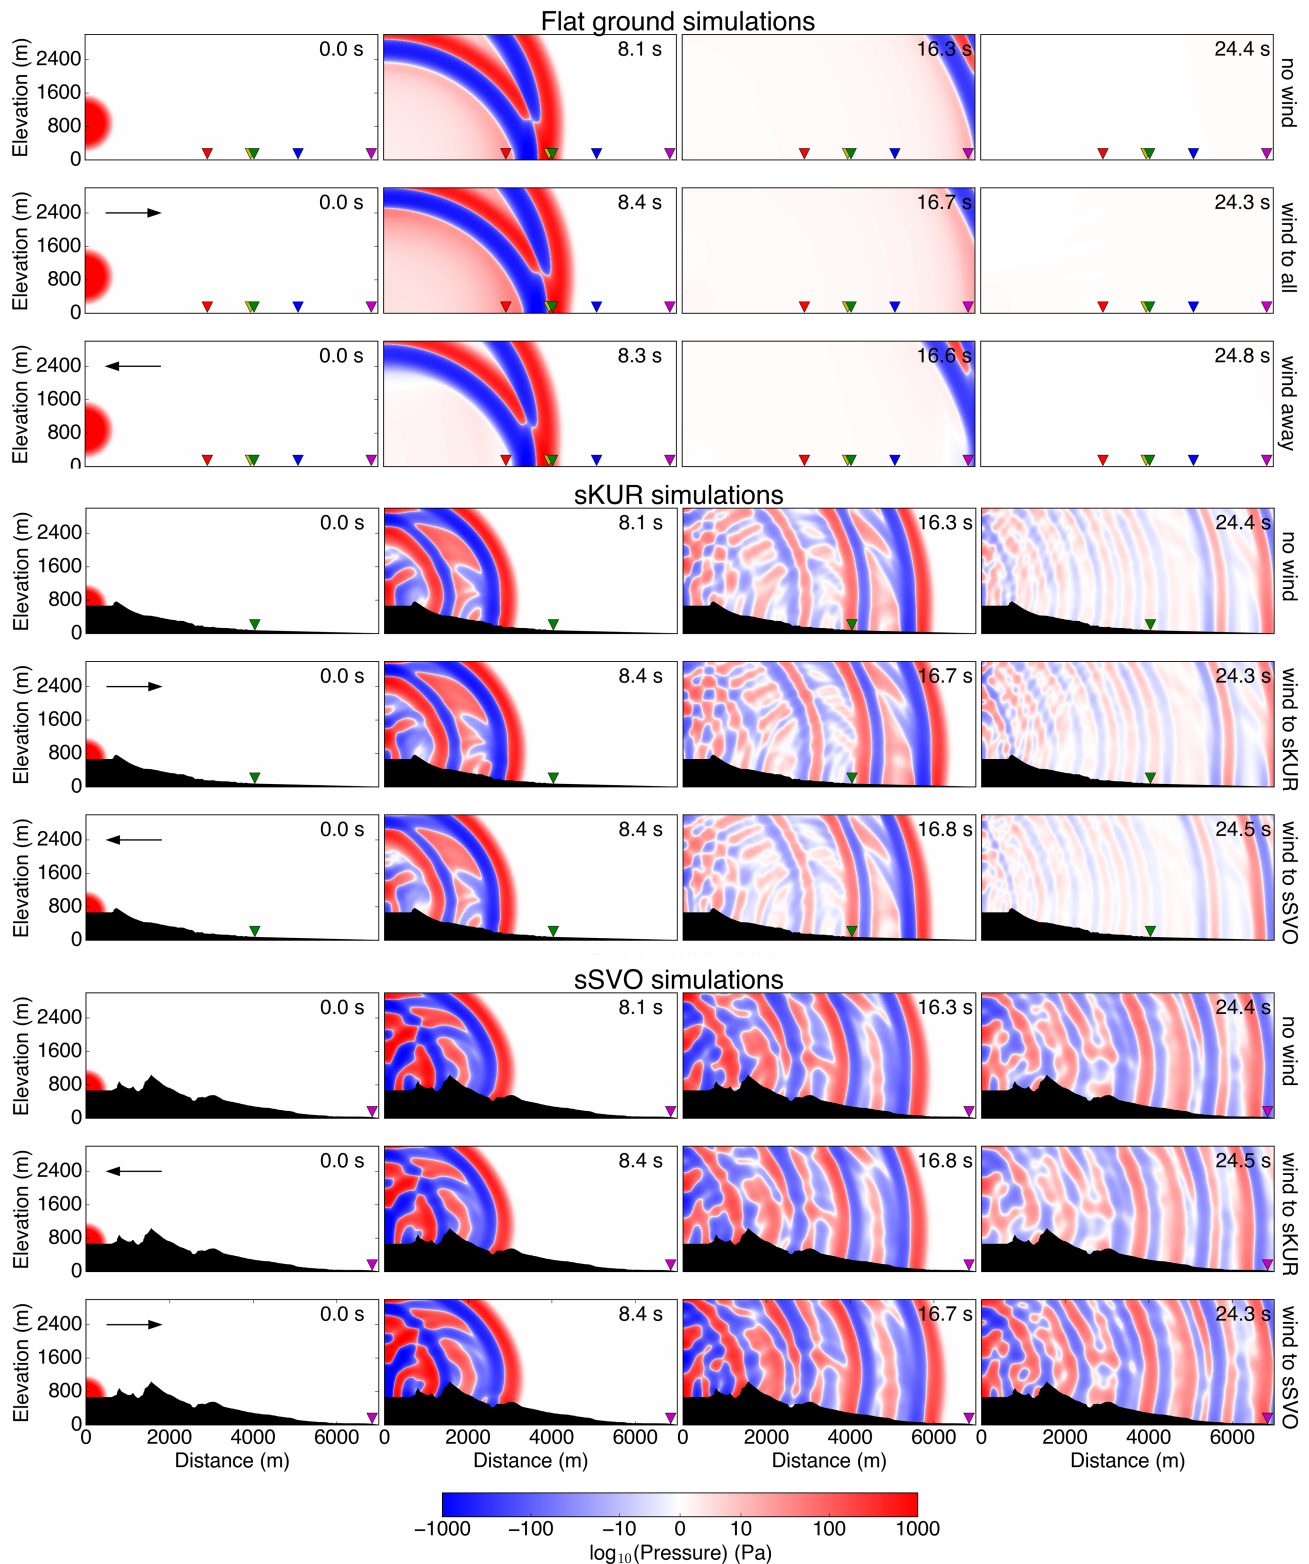 Flat ground simulations
Elevation (m)
2400
1600
800
0
0.0 s
8.1 s
16.3 s
24.4 s
no wind
Elevation (m)
2400
1600
800
0
0.0 s
8.4 s
16.7 s
24.3 s
wind to all
Elevation (m)
2400
1600
800
0
0.0 s
8.3 s
16.6 s
24.8 s
wind away
sKUR simulations
Elevation (m)
2400
1600
800
0
0.0 s
8.1 s
16.3 s
24.4 s
no wind
Elevation (m)
2400
1600
800
0
0.0 s
8.4 s
16.7 s
24.3 s
wind to sKUR
Elevation (m)
2400
1600
800
0
0.0 s
8.4 s
16.8 s
24.5 s
wind to sSVO
sSVO simulations
Elevation (m)
2400
1600
800
0
0.0 s
8.1 s
16.3 s
24.4 s
no wind
Elevation (m)
2400
1600
800
0
0.0 s
8.4 s
16.8 s
24.5 s
wind to sKUR
Elevation (m)
2400
1600
800
0
0.0 s
8.4 s
16.7 s
24.3 s
wind to sSVO
0 2000 4000 6000 0 2000 4000 6000 0 2000 4000 6000 0 2000 4000 6000
Distance (m) Distance (m) Distance (m) Distance (m)
−1000 −100 −10 0 10 100 1000
log₁₀(Pressure) (Pa)